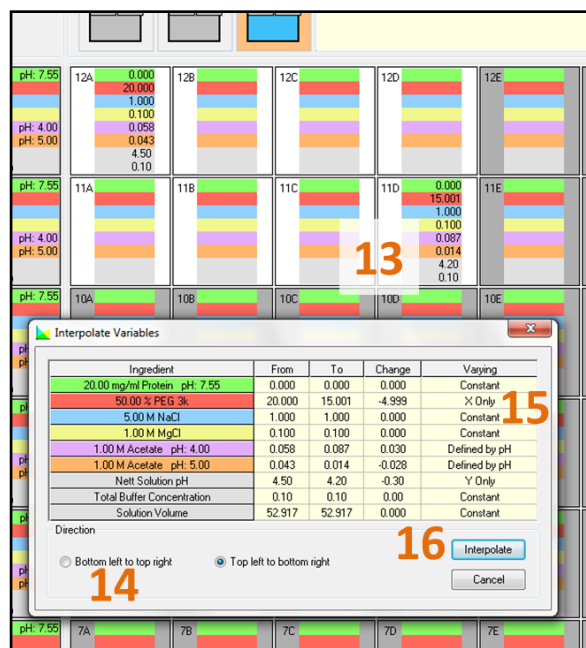 pH: 7.55
pH: 4.00
pH: 5.00
12A
0.000
20.000
1.000
0.100
0.058
0.043
4.50
0.10
12B
12C
12D
12E
pH: 7.55
pH: 4.00
pH: 5.00
11A
11B
11C
11D
0.000
15.001
1.000
0.100
0.087
0.014
4.20
0.10
11E
13
pH: 7.55
10A
10B
10C
10D
10E
Interpolate Variables
Ingredient From To Change Varying
20.00 mg/ml Protein pH: 7.55 0.000 0.000 0.000 Constant
50.00 % PEG 3k 20.000 15.001 -4.999 X Only
5.00 M NaCl 1.000 1.000 0.000 Constant
1.00 M MgCl 0.100 0.100 0.000 Constant
1.00 M Acetate pH: 4.00 0.058 0.087 0.030 Defined by pH
1.00 M Acetate pH: 5.00 0.043 0.014 -0.028 Defined by pH
Nett Solution pH 4.50 4.20 -0.30 Y Only
Total Buffer Concentration 0.10 0.10 0.00 Constant
Solution Volume 52.917 52.917 0.000 Constant
15
Direction
Bottom left to top right
Top left to bottom right
14
16
Interpolate
Cancel
pH: 7.55
7A
7B
7C
7D
7E